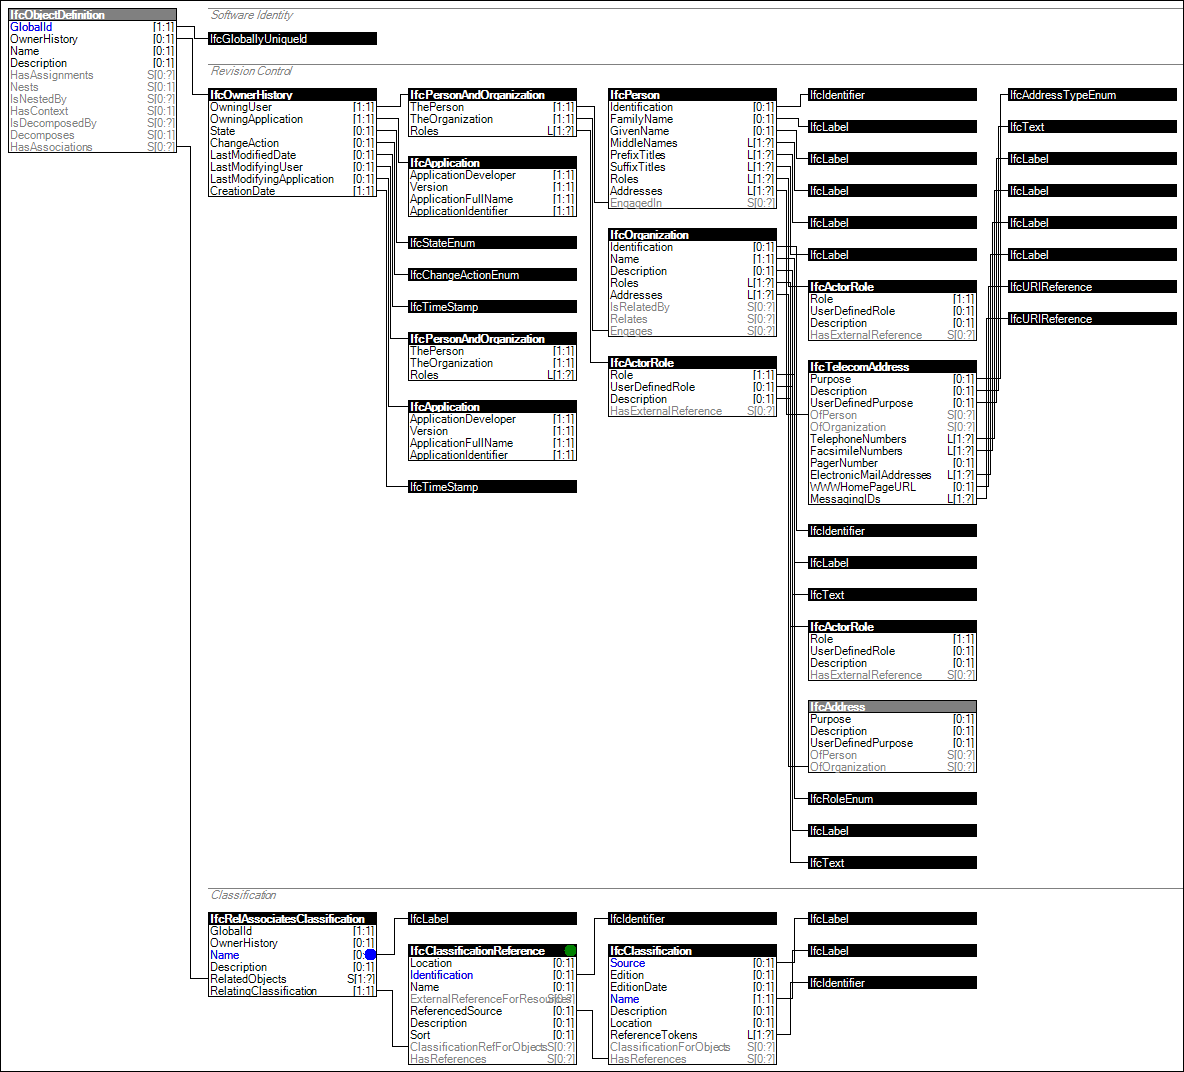 IfcObjectDefinition
GlobalId [1:1]
OwnerHistory [0:1]
Name [0:1]
Description [0:1]
HasAssignments S[0:?]
Nests S[0:1]
IsNestedBy S[0:?]
HasContext S[0:1]
IsDecomposedBy S[0:?]
Decomposes S[0:1]
HasAssociations S[0:?]
Software Identity
IfcGloballyUniqueId
Revision Control
IfcOwnerHistory
OwningUser [1:1]
OwningApplication [1:1]
State [0:1]
ChangeAction [0:1]
LastModifiedDate [0:1]
LastModifyingUser [0:1]
LastModifyingApplication [0:1]
CreationDate [1:1]
IfcPersonAndOrganization
ThePerson [1:1]
TheOrganization [1:1]
Roles L[1:?]
IfcApplication
ApplicationDeveloper [1:1]
Version [1:1]
ApplicationFullName [1:1]
ApplicationIdentifier [1:1]
IfcStateEnum
IfcChangeActionEnum
IfcTimeStamp
IfcPersonAndOrganization
ThePerson [1:1]
TheOrganization [1:1]
Roles L[1:?]
IfcApplication
ApplicationDeveloper [1:1]
Version [1:1]
ApplicationFullName [1:1]
ApplicationIdentifier [1:1]
IfcTimeStamp
IfcPerson
Identification [0:1]
FamilyName [0:1]
GivenName [0:1]
MiddleNames L[1:?]
PrefixTitles L[1:?]
SuffixTitles L[1:?]
Roles L[1:?]
Addresses L[1:?]
EngagedIn S[0:?]
IfcOrganization
Identification [0:1]
Name [1:1]
Description [0:1]
Roles L[1:?]
Addresses L[1:?]
IsRelatedBy S[0:?]
Relates S[0:?]
Engages S[0:?]
IfcActorRole
Role [1:1]
UserDefinedRole [0:1]
Description [0:1]
HasExternalReference S[0:?]
IfcIdentifier
IfcLabel
IfcLabel
IfcLabel
IfcLabel
IfcLabel
IfcActorRole
Role [1:1]
UserDefinedRole [0:1]
Description [0:1]
HasExternalReference S[0:?]
IfcTelecomAddress
Purpose [0:1]
Description [0:1]
UserDefinedPurpose [0:1]
OfPerson S[0:?]
OfOrganization S[0:?]
TelephoneNumbers L[1:?]
FacsimileNumbers L[1:?]
PagerNumber [0:1]
ElectronicMailAddresses L[1:?]
WWWHomePageURL [0:1]
MessagingIDs L[1:?]
IfcIdentifier
IfcLabel
IfcText
IfcActorRole
Role [1:1]
UserDefinedRole [0:1]
Description [0:1]
HasExternalReference S[0:?]
IfcAddress
Purpose [0:1]
Description [0:1]
UserDefinedPurpose [0:1]
OfPerson S[0:?]
OfOrganization S[0:?]
IfcRoleEnum
IfcLabel
IfcText
IfcAddressTypeEnum
IfcText
IfcLabel
IfcLabel
IfcLabel
IfcLabel
IfcURIReference
IfcURIReference
Classification
IfcRelAssociatesClassification
GlobalId [1:1]
OwnerHistory [0:1]
Name
Description [0:1]
RelatedObjects S[1:?]
RelatingClassification [1:1]
IfcLabel
IfcClassificationReference
Location [0:1]
Identification [0:1]
Name [0:1]
ExternalReferenceForResources S[0:?]
ReferencedSource [0:1]
Description [0:1]
Sort [0:1]
ClassificationRefForObjects S[0:?]
HasReferences S[0:?]
IfcIdentifier
IfcClassification
Source [0:1]
Edition [0:1]
EditionDate [0:1]
Name [1:1]
Description [0:1]
Location [0:1]
ReferenceTokens L[1:?]
ClassificationForObjects S[0:?]
HasReferences S[0:?]
IfcLabel
IfcLabel
IfcIdentifier